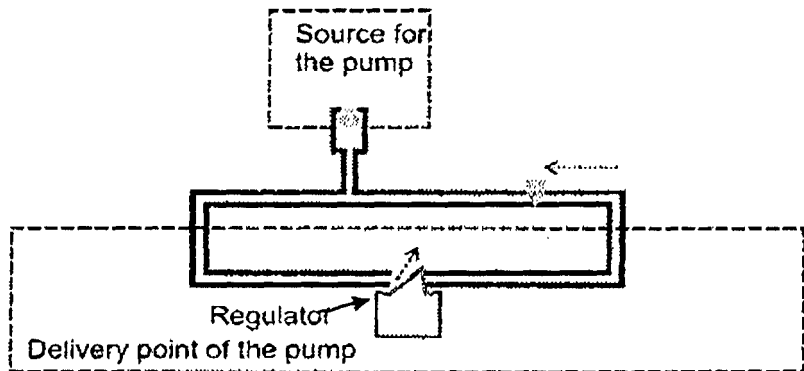 Source for
the pump
Regulator
Delivery point of the pump